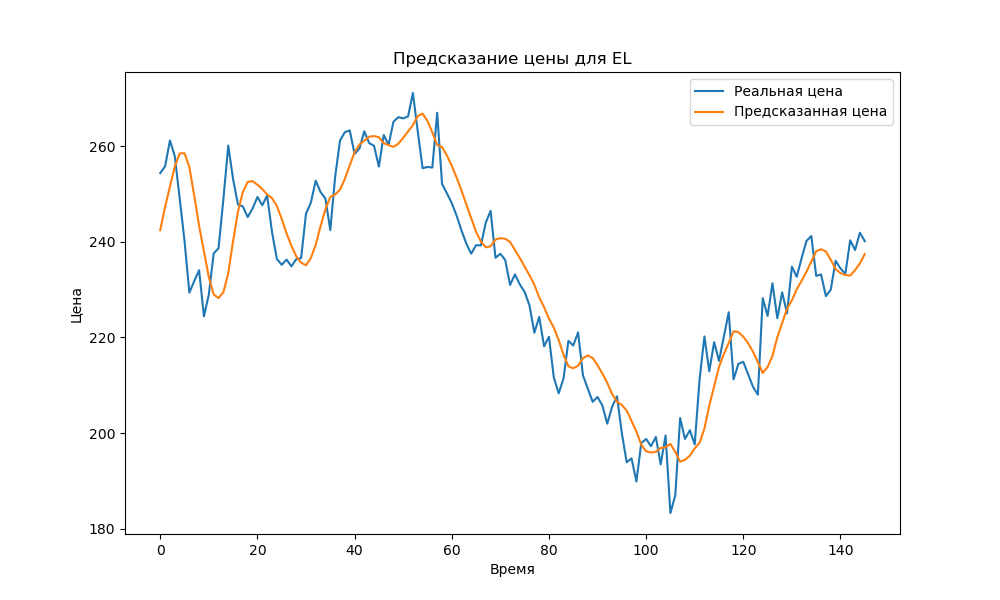 Предсказание цены для EL
Реальная цена
Предсказанная цена
Цена
260
240
220
200
180
0 20 40 60 80 100 120 140
Время